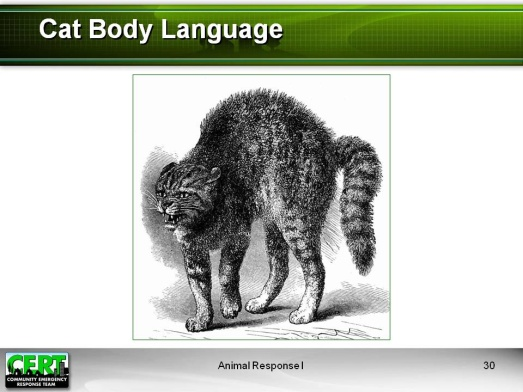 Cat Body Language
CERT
COMMUNITY EMERGENCY
RESPONSE TEAM
Animal Response I
30